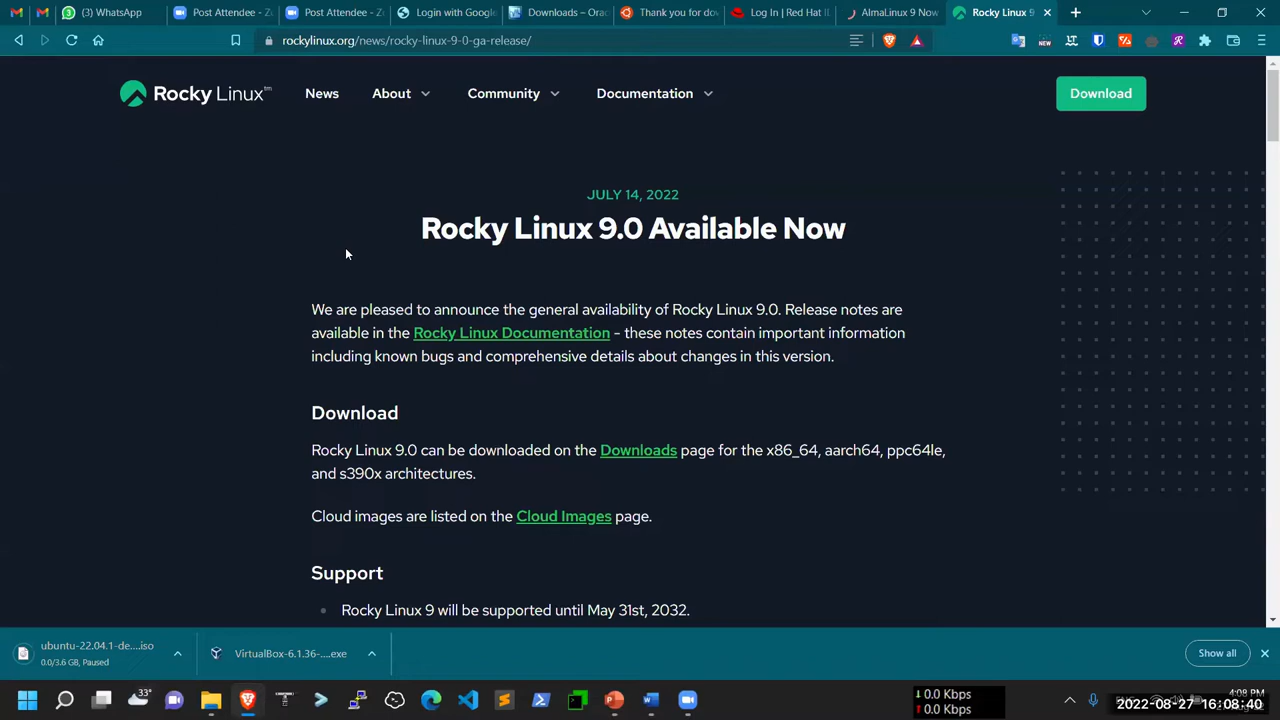 (3) WhatsApp
Post Attendee - Z
Post Attendee - Z
Login with Google
Downloads – Orac
Thank you for dow
Log In | Red Hat I
AlmaLinux 9 Now
Rocky Linux 9
rockylinux.org/news/rocky-linux-9-0-ga-release/
NEW
Rocky Linux™
News
About
Community
Documentation
Download
JULY 14, 2022
Rocky Linux 9.0 Available Now
We are pleased to announce the general availability of Rocky Linux 9.0. Release notes are
available in the Rocky Linux Documentation - these notes contain important information
including known bugs and comprehensive details about changes in this version.
Download
Rocky Linux 9.0 can be downloaded on the Downloads page for the x86_64, aarch64, ppc64le,
and s390x architectures.
Cloud images are listed on the Cloud Images page.
Support
Rocky Linux 9 will be supported until May 31st, 2032.
ubuntu-22.04.1-de....iso
0.0/3.6 GB, Paused
VirtualBox-6.1.36-....exe
Show all
33°
↓ 0.0 Kbps
↑ 0.0 Kbps
4:08 PM
2022-08-27 16:08:40